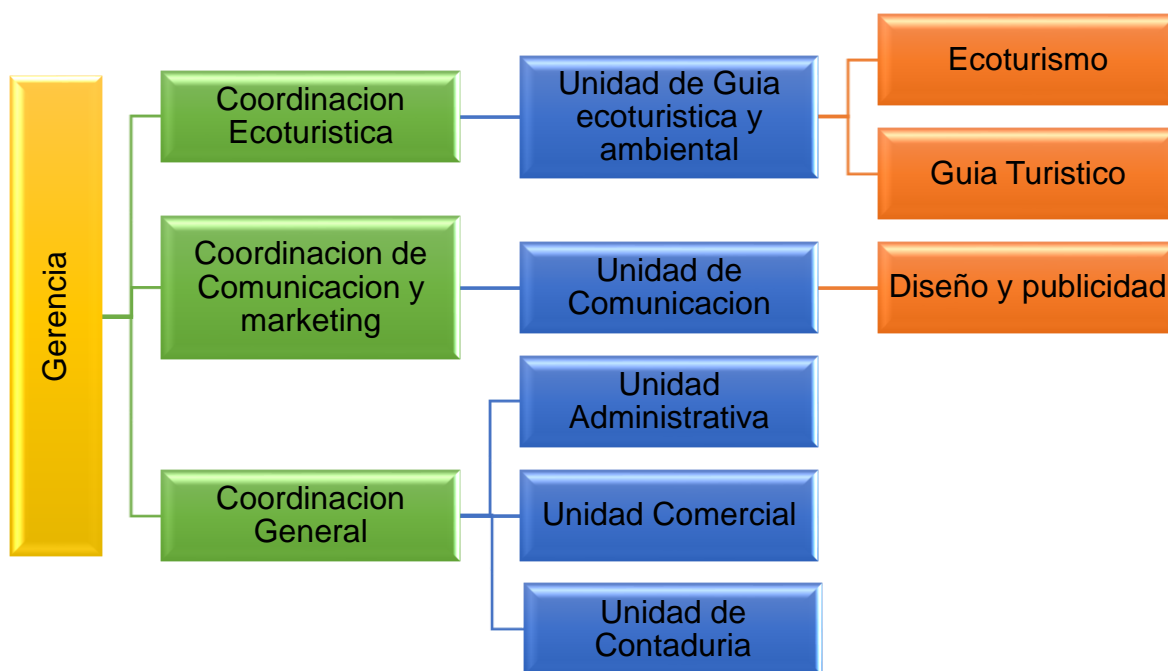 Gerencia
Coordinacion
Ecoturistica
Unidad de Guia
ecoturistica y
ambiental
Ecoturismo
Guia Turistico
Coordinacion de
Comunicacion y
marketing
Unidad de
Comunicacion
Diseño y publicidad
Coordinacion
General
Unidad
Administrativa
Unidad Comercial
Unidad de
Contaduria